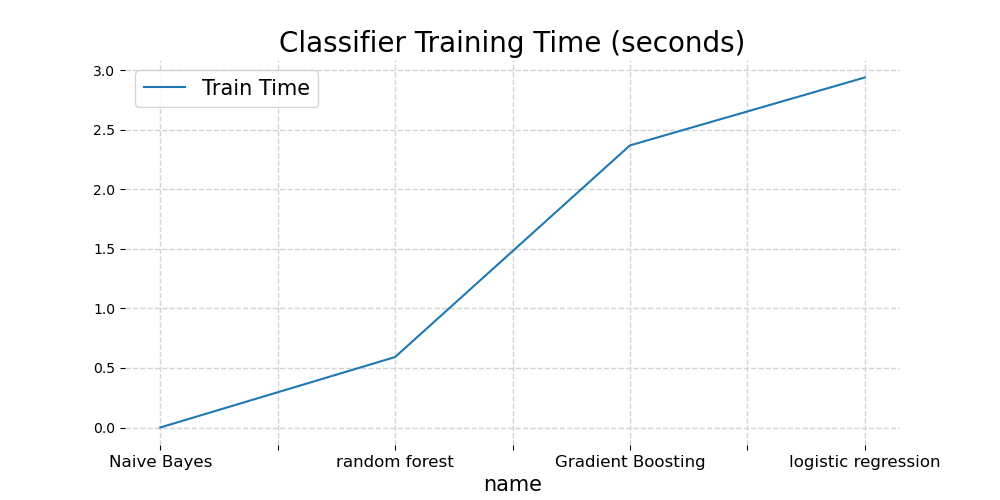 Classifier Training Time (seconds)
Train Time
3.0
2.5
2.0
1.5
1.0
0.5
0.0
Naive Bayes random forest Gradient Boosting logistic regression
name